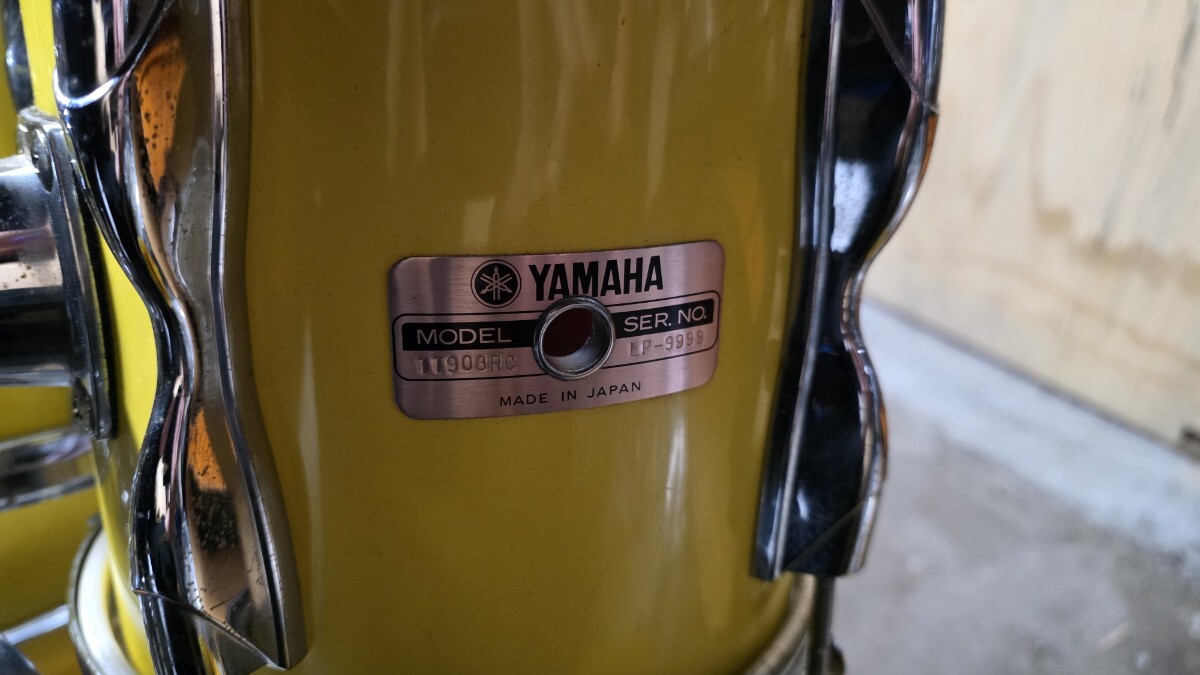 YAMAHA
MODEL SER. NO.
TT908RC LP-9999
MADE IN JAPAN